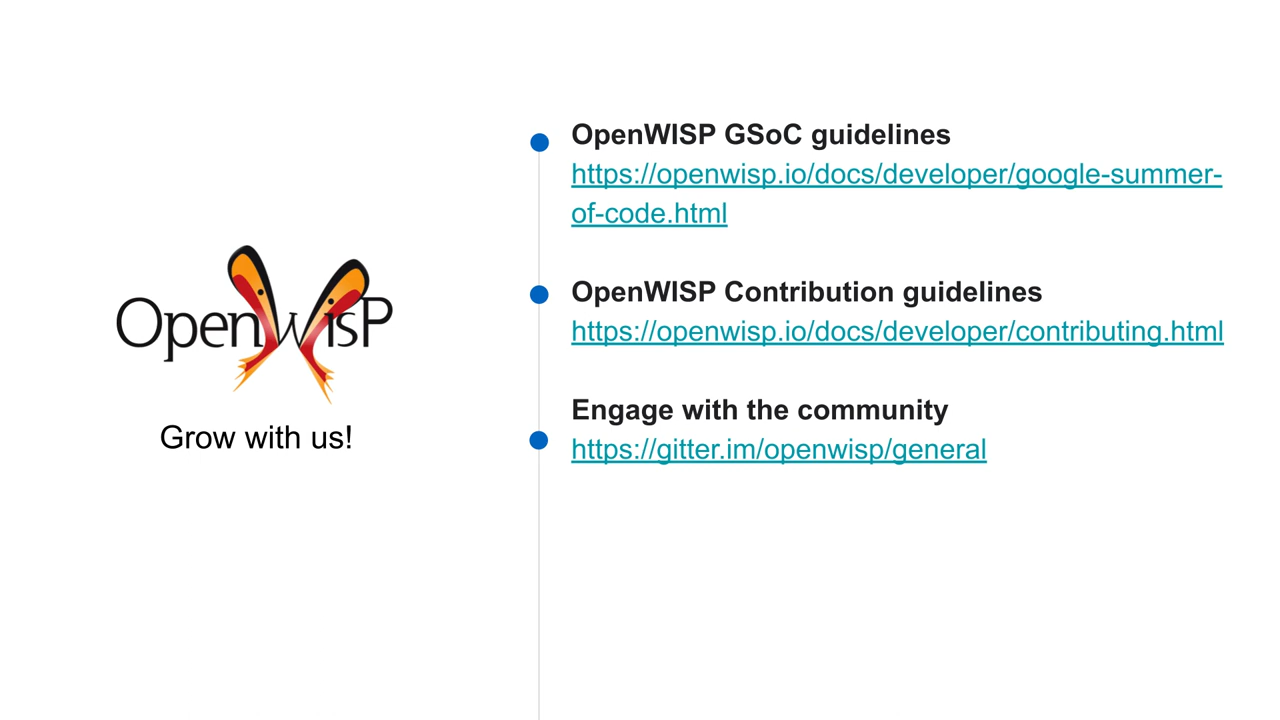 OpenWISP
Grow with us!
OpenWISP GSoC guidelines
https://openwisp.io/docs/developer/google-summer-
of-code.html
OpenWISP Contribution guidelines
https://openwisp.io/docs/developer/contributing.html
Engage with the community
https://gitter.im/openwisp/general